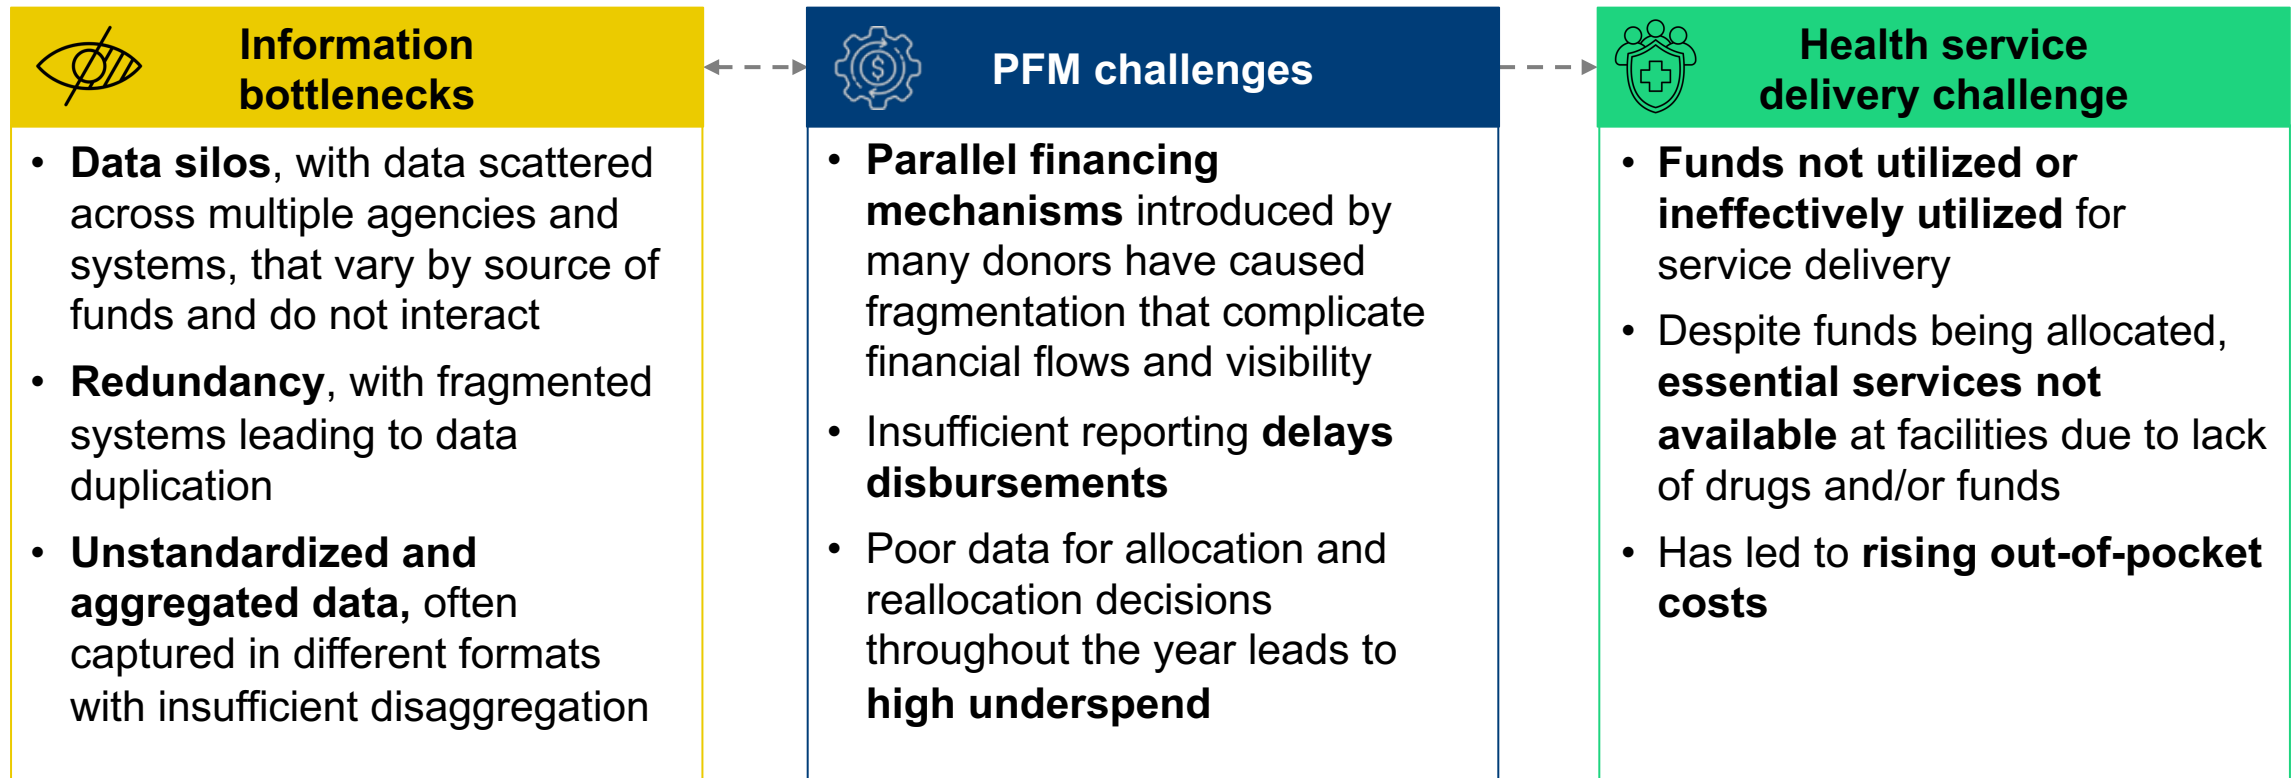 Information
bottlenecks
• Data silos, with data scattered
across multiple agencies and
systems, that vary by source of
funds and do not interact
• Redundancy, with fragmented
systems leading to data
duplication
• Unstandardized and
aggregated data, often
captured in different formats
with insufficient disaggregation
$
PFM challenges
• Parallel financing
mechanisms introduced by
many donors have caused
fragmentation that complicate
financial flows and visibility
• Insufficient reporting delays
disbursements
• Poor data for allocation and
reallocation decisions
throughout the year leads to
high underspend
Health service
delivery challenge
• Funds not utilized or
ineffectively utilized for
service delivery
• Despite funds being allocated,
essential services not
available at facilities due to lack
of drugs and/or funds
• Has led to rising out-of-pocket
costs